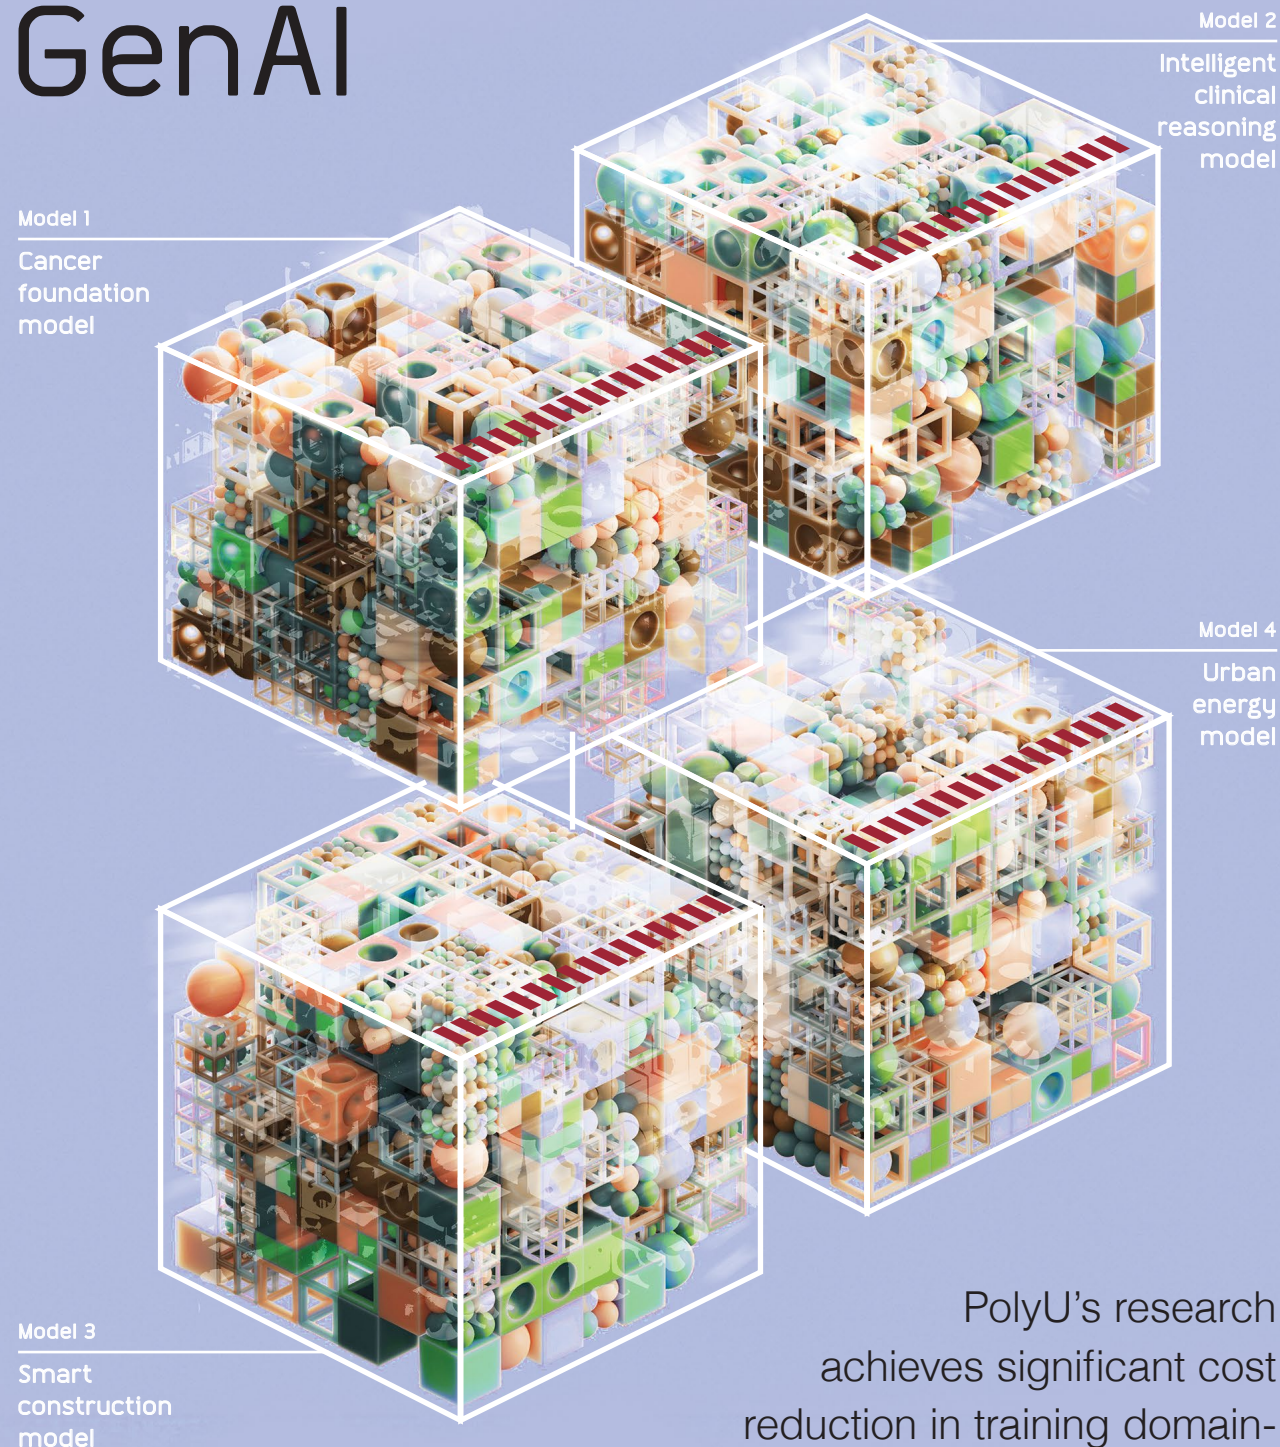 GenAI
Model 2
Intelligent
clinical
reasoning
model
Model 1
Cancer
foundation
model
Model 4
Urban
energy
model
Model 3
Smart
construction
model
PolyU’s research
achieves significant cost
reduction in training domain-